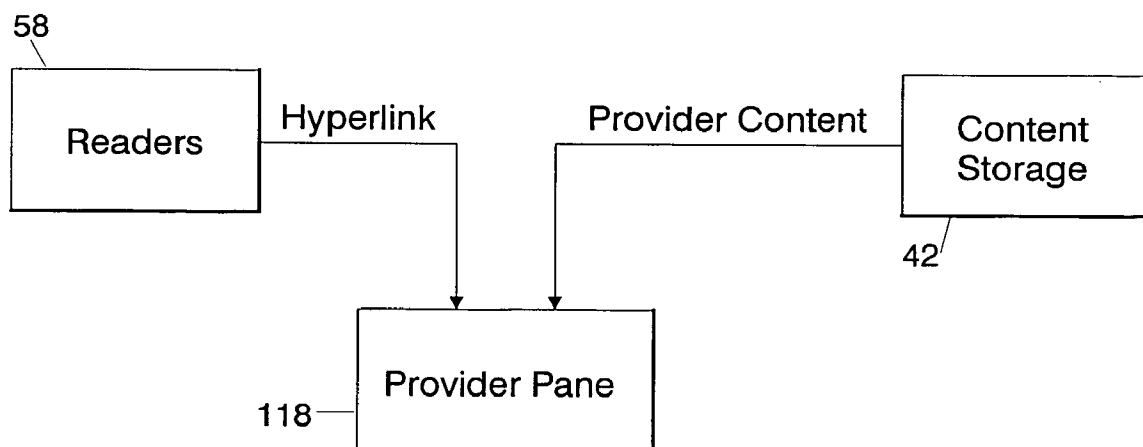 58
Readers
Hyperlink
Provider Content
Content
Storage
42
Provider Pane
118